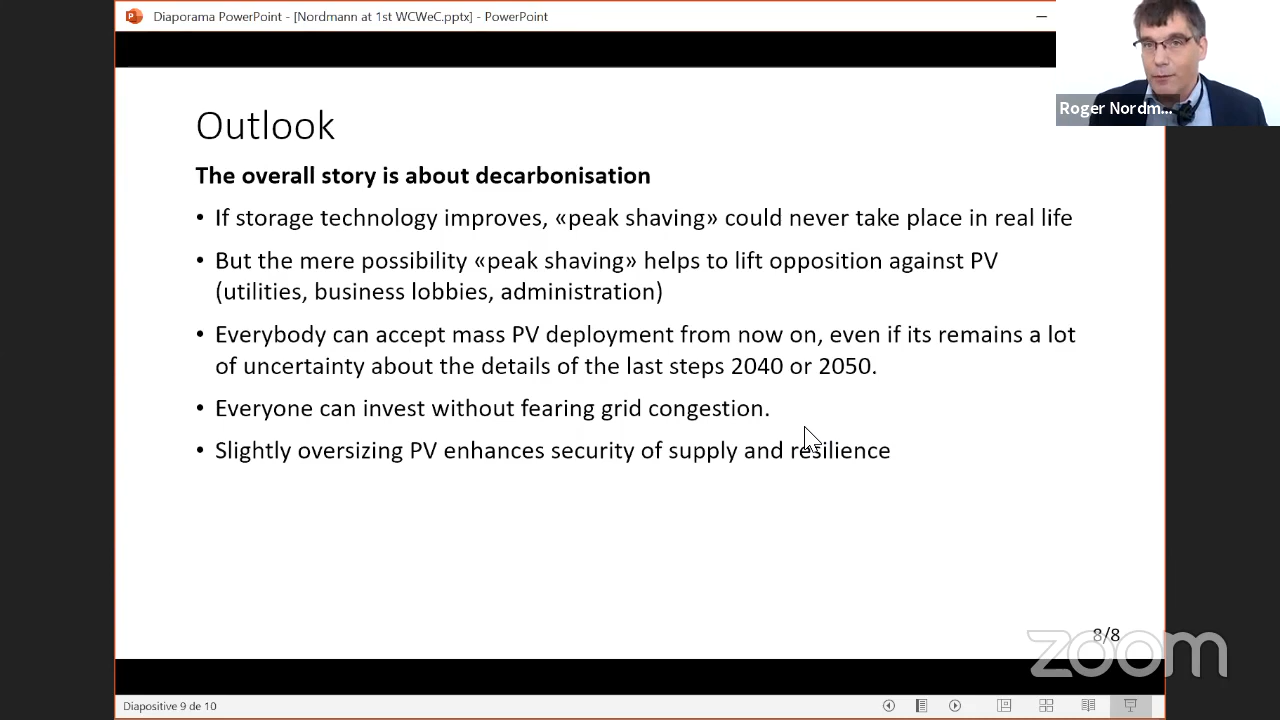 Diaporama PowerPoint - [Nordmann at 1st WCWeC.pptx] - PowerPoint
Roger Nordm...
Outlook
The overall story is about decarbonisation
• If storage technology improves, «peak shaving» could never take place in real life
• But the mere possibility «peak shaving» helps to lift opposition against PV
(utilities, business lobbies, administration)
• Everybody can accept mass PV deployment from now on, even if its remains a lot
of uncertainty about the details of the last steps 2040 or 2050.
• Everyone can invest without fearing grid congestion.
• Slightly oversizing PV enhances security of supply and resilience
8/8
zoom
Diapositive 9 de 10